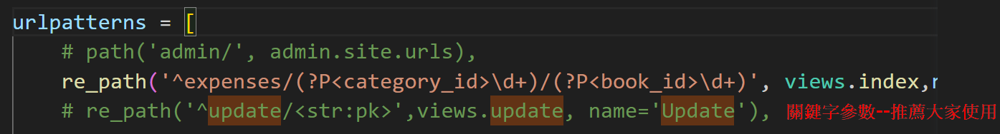 urlpatterns = [
# path('admin/', admin.site.urls),
re_path('^expenses/(?P<category_id>\d+)/(?P<book_id>\d+)', views.index,
# re_path('^update/<str:pk>',views.update, name='Update'), 關鍵字參數--推薦大家使用